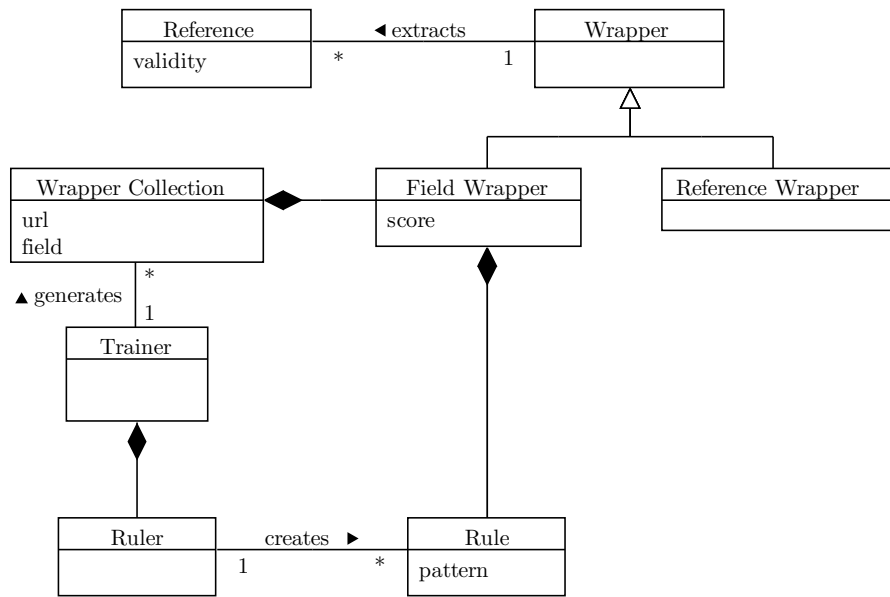 Reference
◄ extracts
Wrapper
validity
*
1
Wrapper Collection
Field Wrapper
Reference Wrapper
url
score
field
*
▲ generates
1
Trainer
Ruler
creates ►
Rule
1
*
pattern